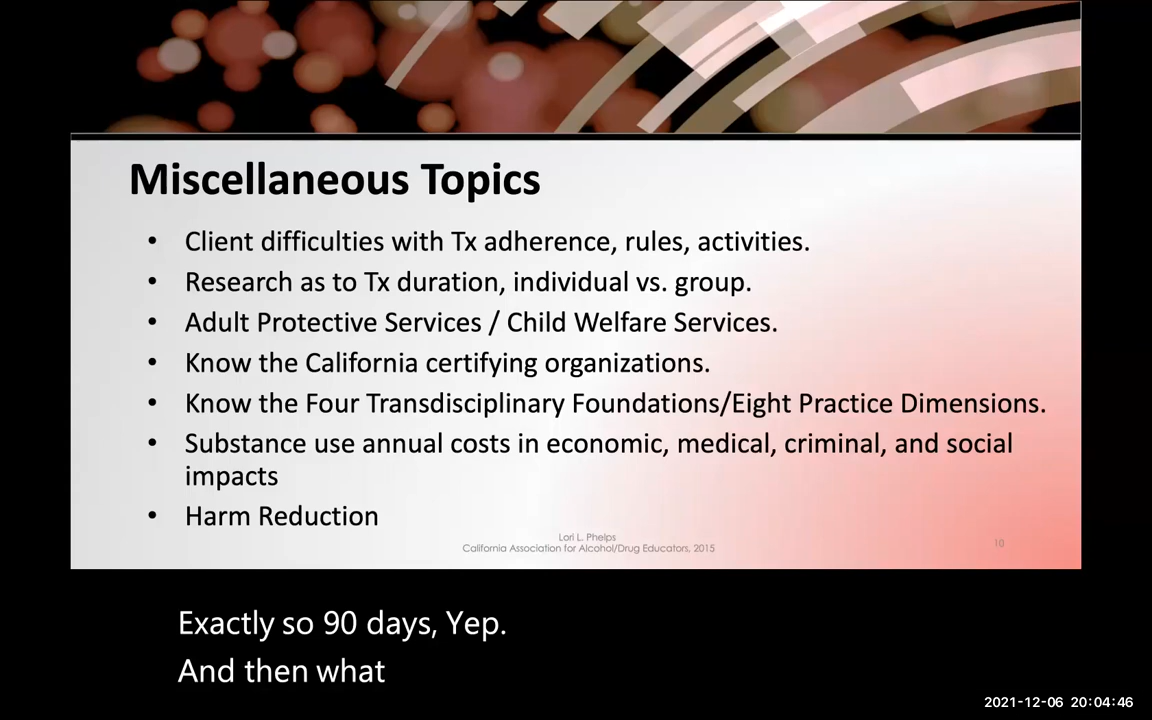 Miscellaneous Topics
• Client difficulties with Tx adherence, rules, activities.
• Research as to Tx duration, individual vs. group.
• Adult Protective Services / Child Welfare Services.
• Know the California certifying organizations.
• Know the Four Transdisciplinary Foundations/Eight Practice Dimensions.
• Substance use annual costs in economic, medical, criminal, and social
impacts
• Harm Reduction
Lori L. Phelps
California Association for Alcohol/Drug Educators, 2015
10
Exactly so 90 days, Yep.
And then what
2021-12-06 20:04:46